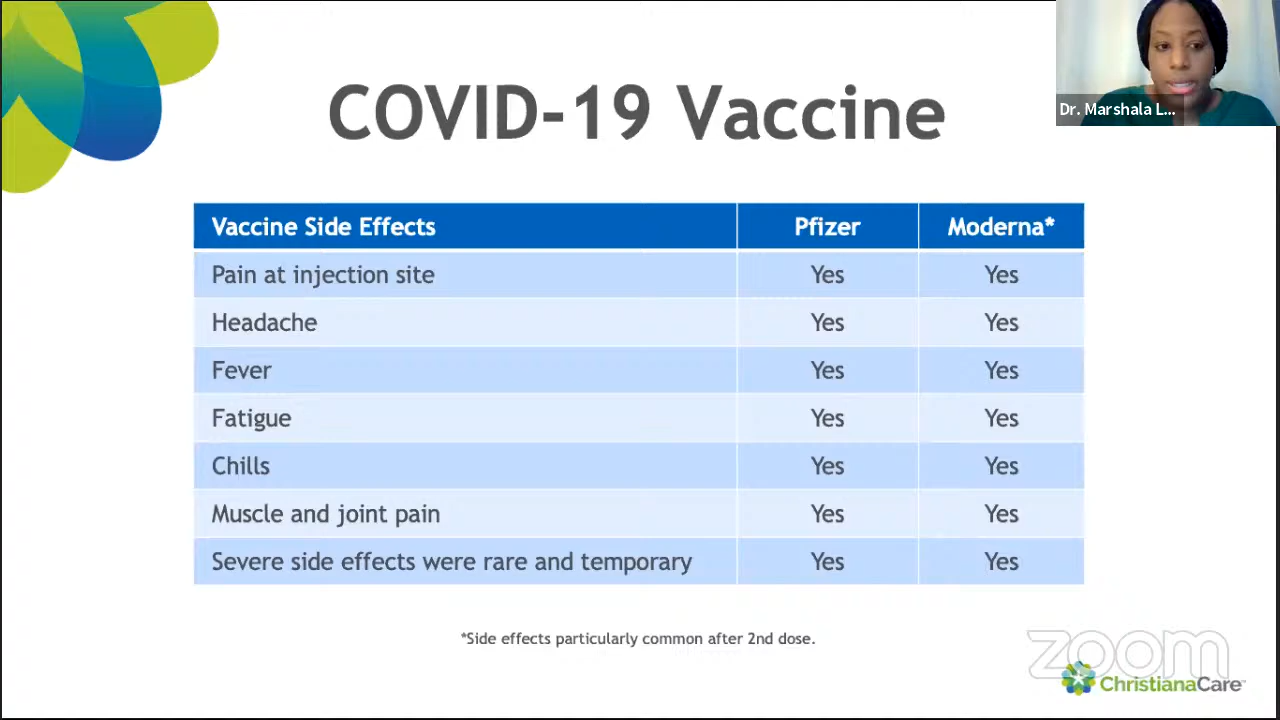 COVID-19 Vaccine
Dr. Marshala L...
Vaccine Side Effects Pfizer Moderna*
Pain at injection site Yes Yes
Headache Yes Yes
Fever Yes Yes
Fatigue Yes Yes
Chills Yes Yes
Muscle and joint pain Yes Yes
Severe side effects were rare and temporary Yes Yes
*Side effects particularly common after 2nd dose.
zoom
ChristianaCare™